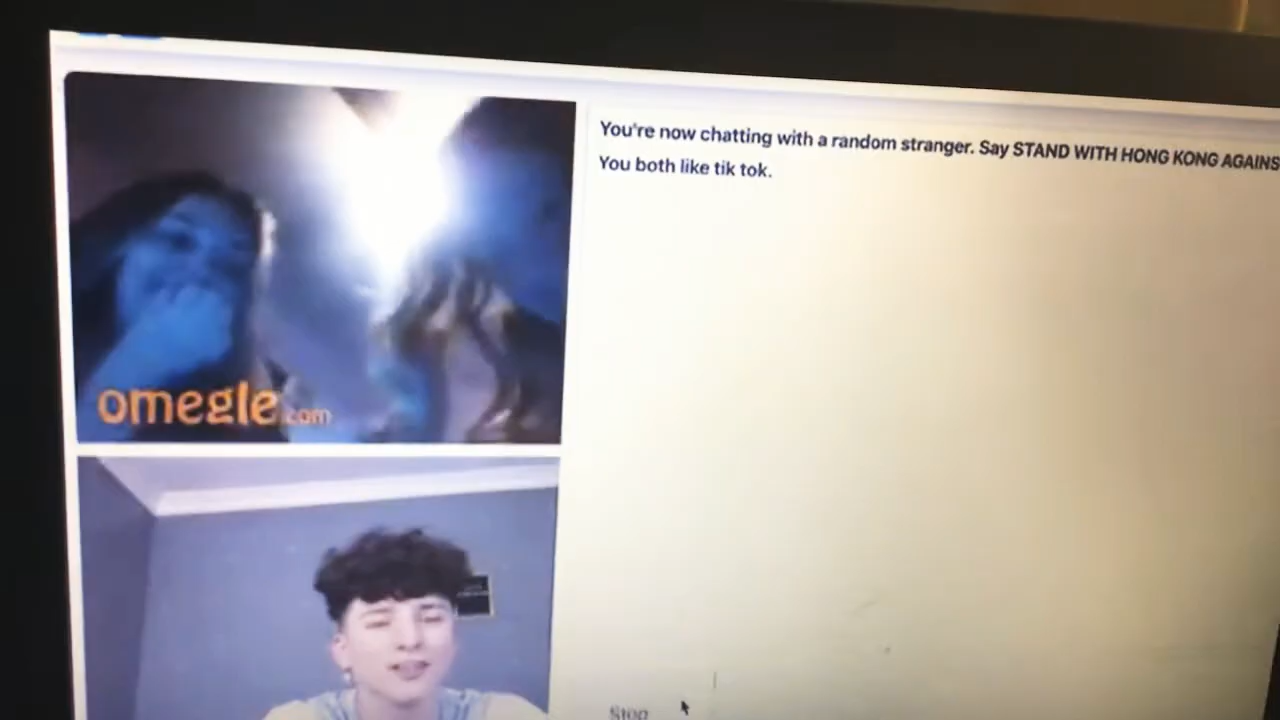 You're now chatting with a random stranger. Say STAND WITH HONG KONG AGAINS
You both like tik tok.
omegle.com
Stop